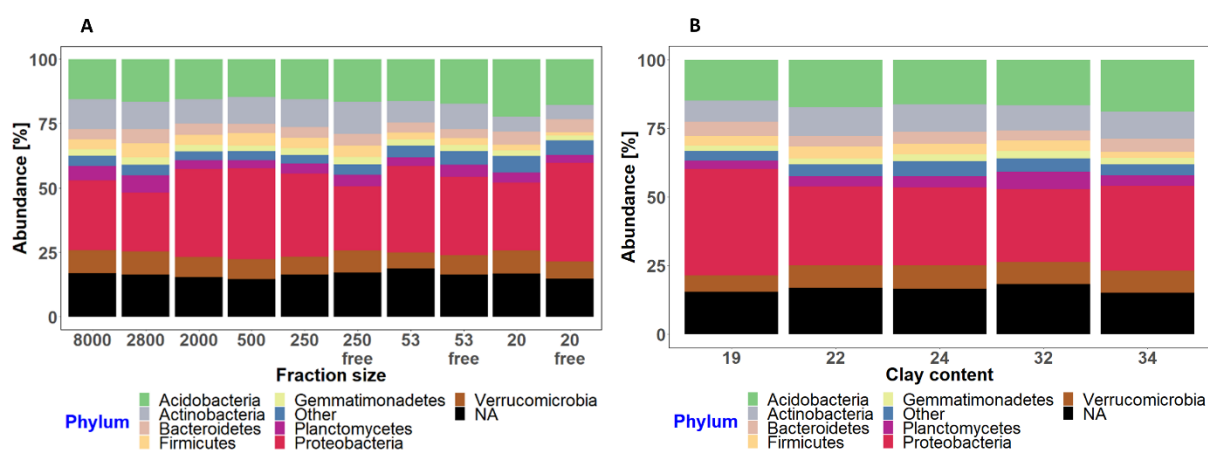 A
Abundance [%]
100
75
50
25
0
8000 2800 2000 500 250 250 free 53 53 free 20 20 free
Fraction size
Phylum
Acidobacteria
Actinobacteria
Bacteroidetes
Firmicutes
Gemmatimonadetes
Other
Planctomycetes
Proteobacteria
Verrucomicrobia
NA
B
Abundance [%]
100
75
50
25
0
19 22 24 32 34
Clay content
Phylum
Acidobacteria
Actinobacteria
Bacteroidetes
Firmicutes
Gemmatimonadetes
Other
Planctomycetes
Proteobacteria
Verrucomicrobia
NA